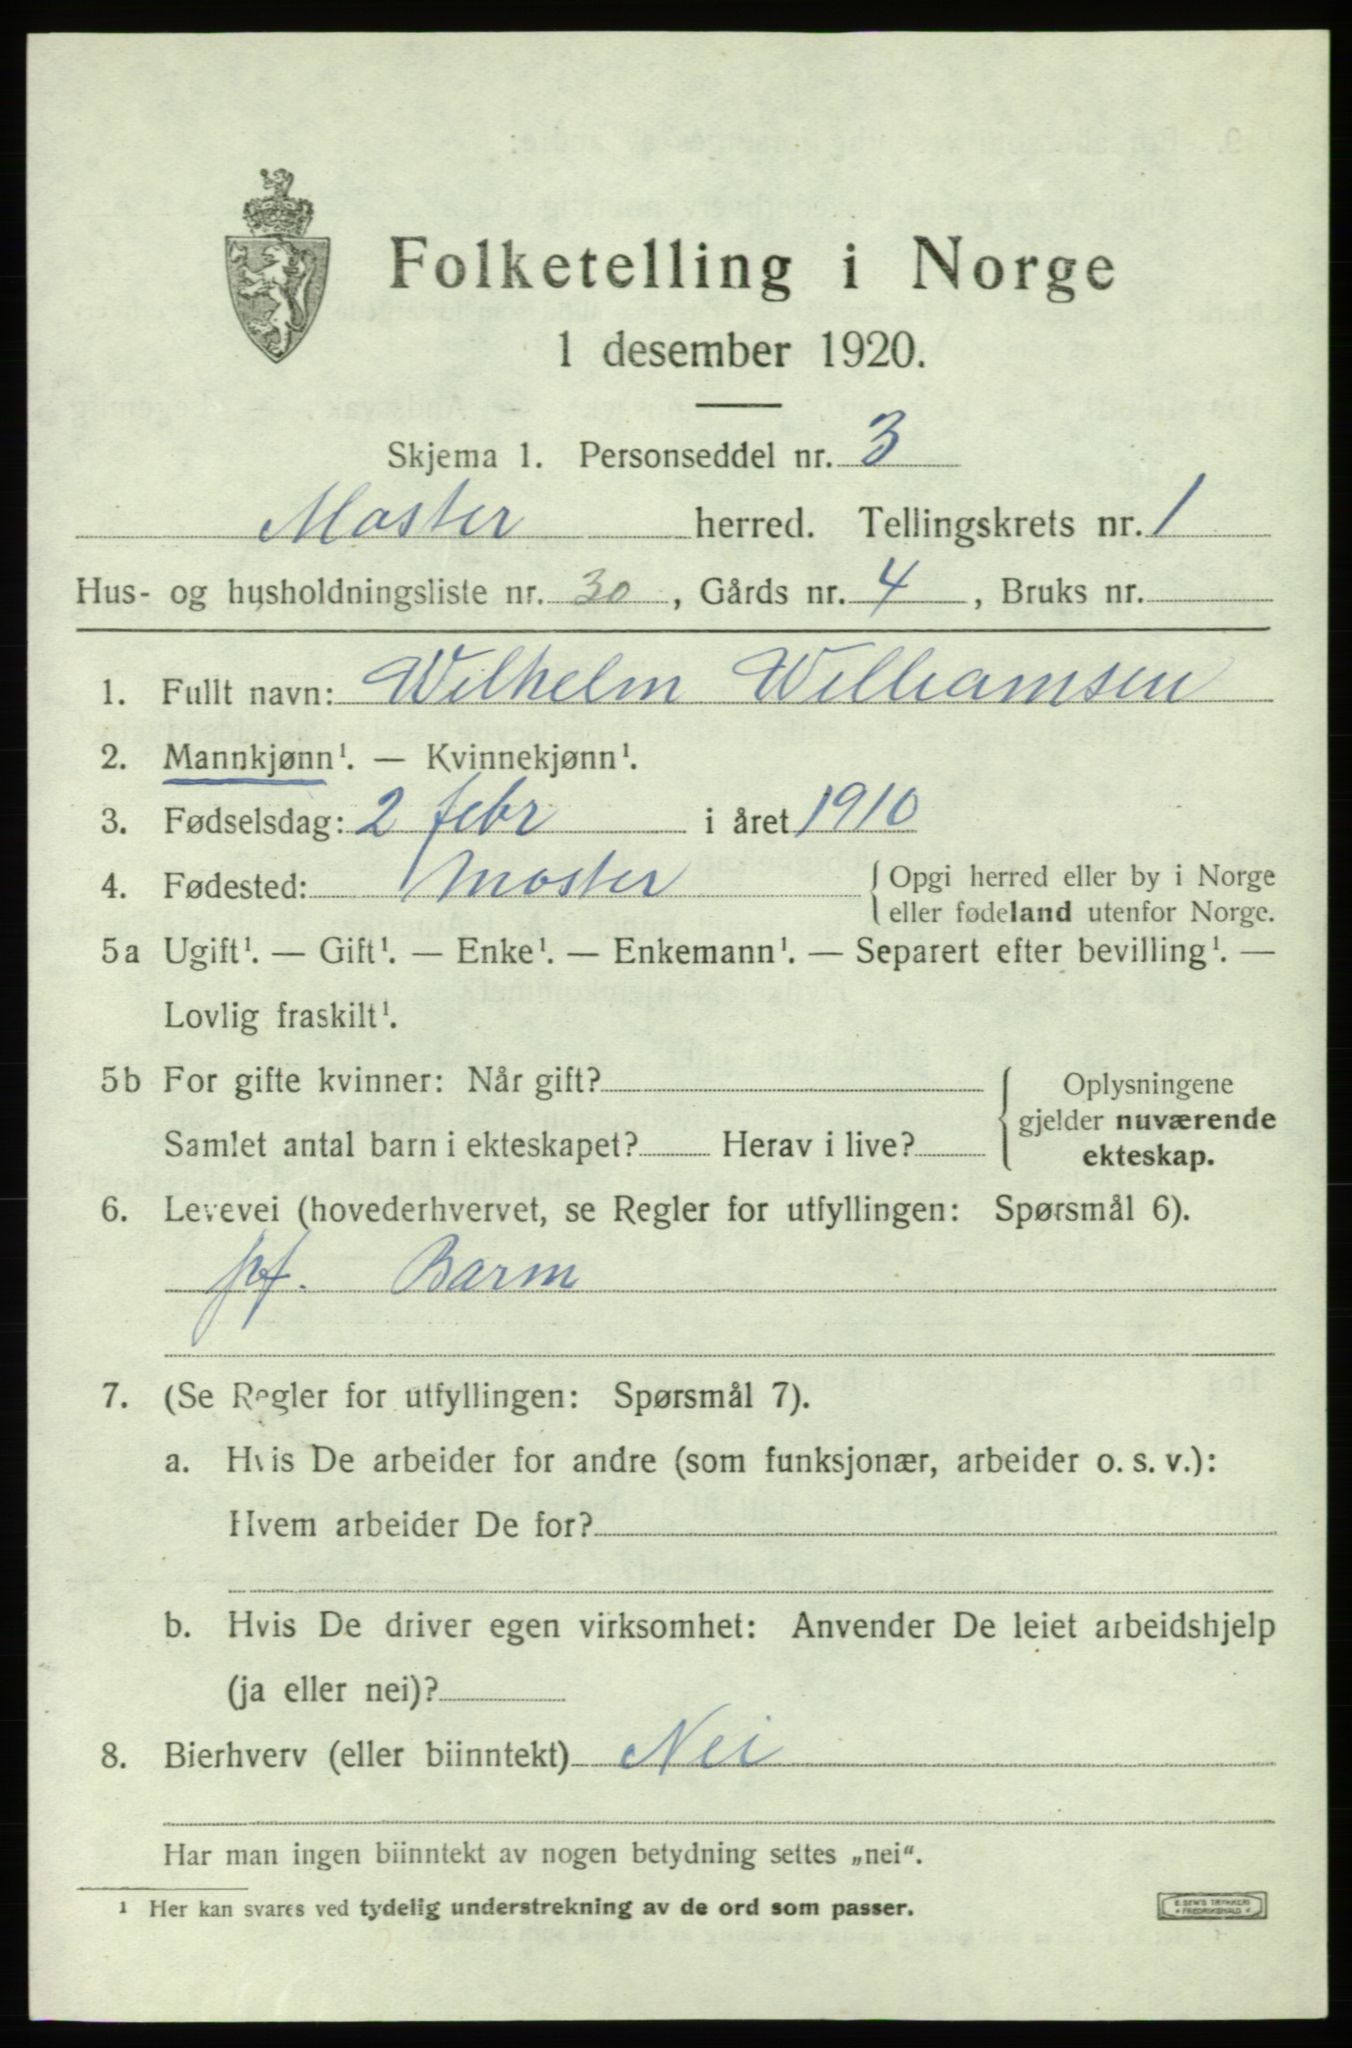 Folketelling i Norge
1 desember 1920.
Skjema 1. Personseddel nr. 3
Moster herred. Tellingskrets nr. 1
Hus- og husholdningsliste nr. 30, Gårds nr. 4, Bruks nr.
1. Fullt navn: Wilhelm Williamsen
2. Mannkjønn¹. — Kvinnekjønn¹.
3. Fødselsdag: 2 febr i året 1910
4. Fødested: Moster {Opgi herred eller by i Norge
eller fødeland utenfor Norge.
5a Ugift¹. — Gift¹. — Enke¹. — Enkemann¹. — Separert efter bevilling¹. —
Lovlig fraskilt¹.
5b For gifte kvinner: Når gift?
Samlet antal barn i ekteskapet? Herav i live?
{Oplysningene
gjelder nuværende
ekteskap.
6. Levevei (hovederhvervet, se Regler for utfyllingen: Spørsmål 6).
pf. Barm
7. (Se Regler for utfyllingen: Spørsmål 7).
a. Hvis De arbeider for andre (som funksjonær, arbeider o. s. v.):
Hvem arbeider De for?
b. Hvis De driver egen virksomhet: Anvender De leiet arbeidshjelp
(ja eller nei)?
8. Bierhverv (eller biinntekt) Nei
Har man ingen biinntekt av nogen betydning settes „nei“.
¹ Her kan svares ved tydelig understrekning av de ord som passer.